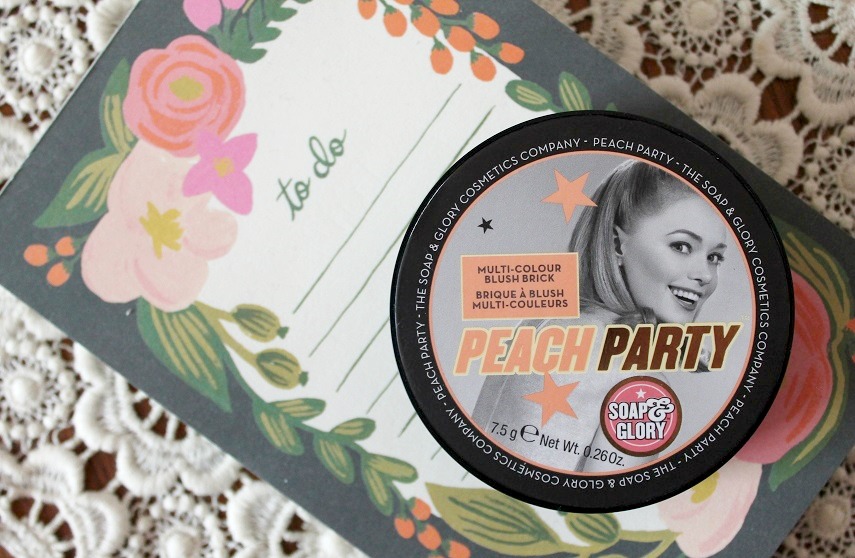 to do
THE SOAP & GLORY COSMETICS COMPANY - PEACH PARTY - THE SOAP & GLORY COSMETICS COMPANY - PEACH PARTY - THE SOAP & GLORY COSMETICS COMPANY - PEACH PARTY -
MULTI-COLOUR
BLUSH BRICK
BRIQUE À BLUSH
MULTI-COULEURS
PEACH PARTY
SOAP &
GLORY
7.5 g ℮ Net Wt. 0.26 Oz.